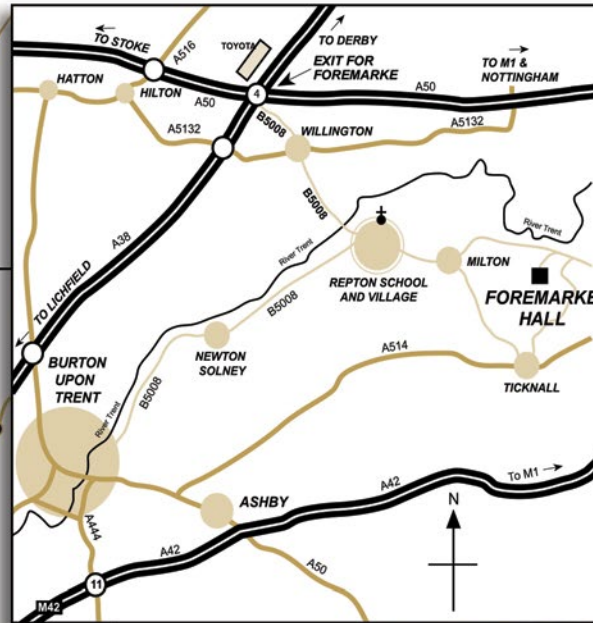 TO STOKE
A516
TOYOTA
TO DERBY
EXIT FOR
FOREMARKE
TO M1 &
NOTTINGHAM
HATTON
HILTON
A50
4
A50
A5132
B5008
WILLINGTON
A5132
B5008
A38
River Trent
River Trent
MILTON
REPTON SCHOOL
AND VILLAGE
FOREMARKE
HALL
TO LICHFIELD
B5008
NEWTON
SOLNEY
A514
TICKNALL
BURTON
UPON
TRENT
B5008
River Trent
A42
To M1
ASHBY
N
A444
A42
A50
11
M42